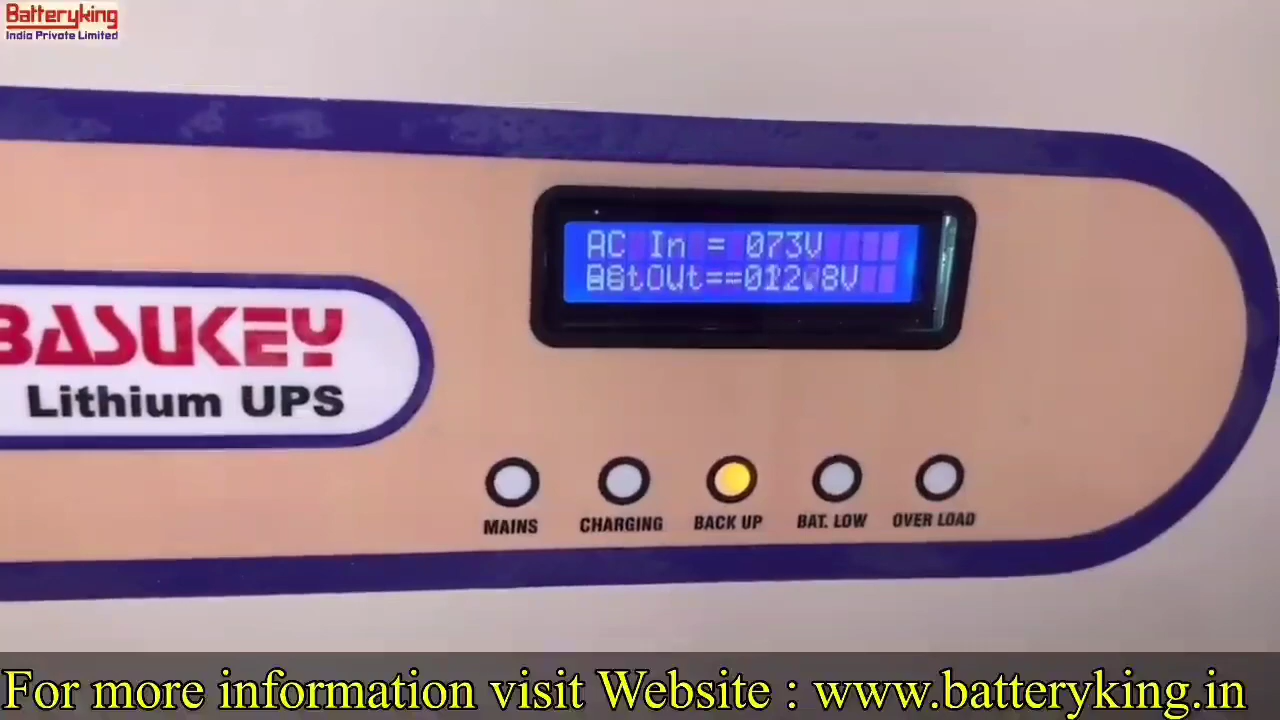 Batteryking
India Private Limited
AC In = 073V
BASUKEY
Lithium UPS
MAINS CHARGING BACK UP BAT. LOW OVER LOAD
For more information visit Website : www.batteryking.in